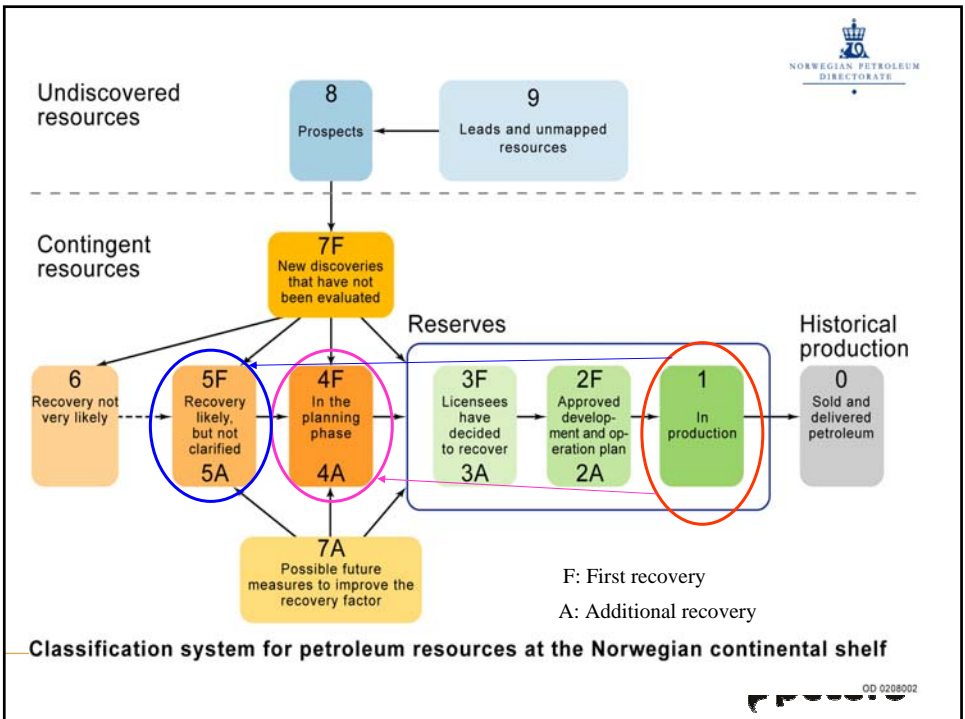 NORWEGIAN PETROLEUM
DIRECTORATE
Undiscovered
resources
8
Prospects
9
Leads and unmapped
resources
Contingent
resources
7F
New discoveries
that have not
been evaluated
Reserves
Historical
production
6
Recovery not
very likely
5F
Recovery
likely,
but not
clarified
5A
4F
In the
planning
phase
4A
3F
Licensees
have
decided
to recover
3A
2F
Approved
develop-
ment and op-
eration plan
2A
1
In
production
0
Sold and
delivered
petroleum
7A
Possible future
measures to improve the
recovery factor
F: First recovery
A: Additional recovery
Classification system for petroleum resources at the Norwegian continental shelf
OD 0208002